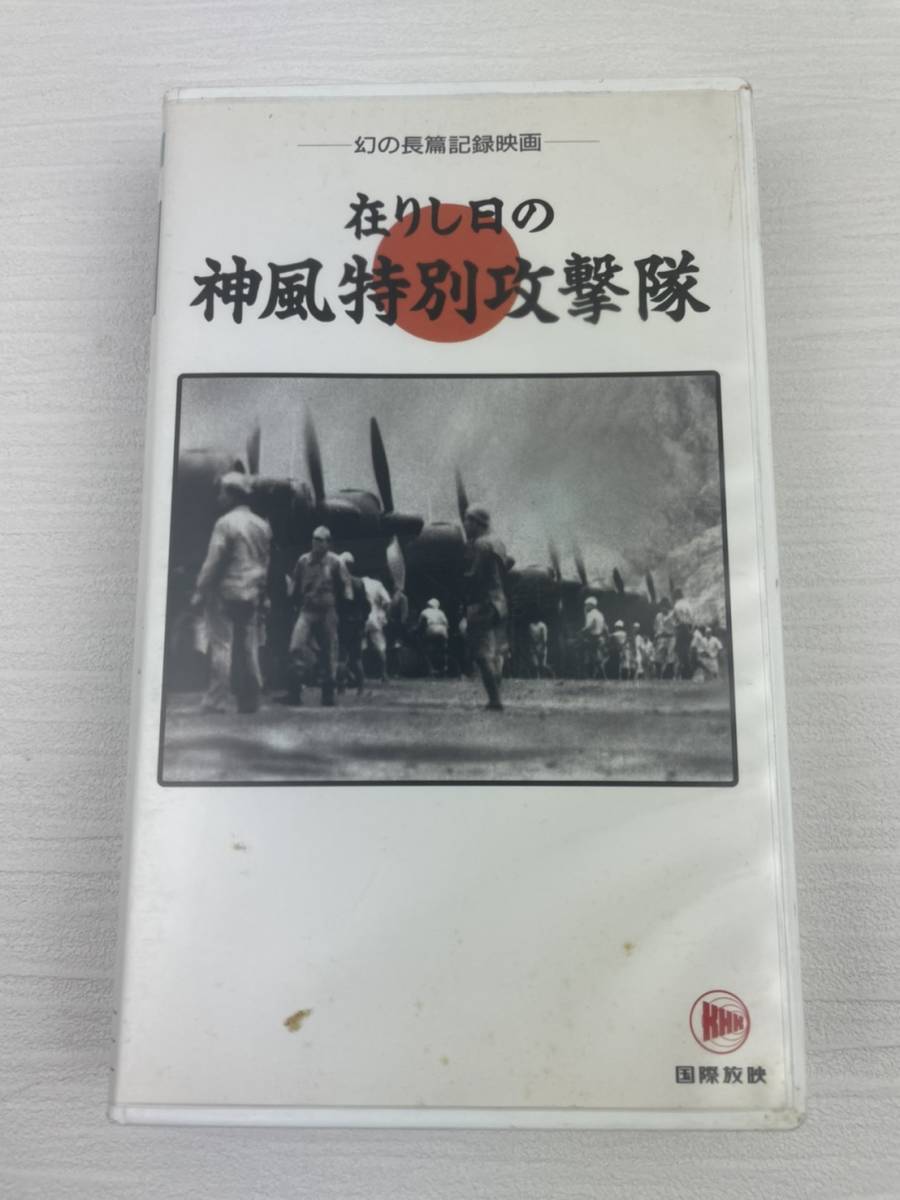 幻の長篇記録映画
在りし日の
神風特別攻撃隊
KHK
国際放映